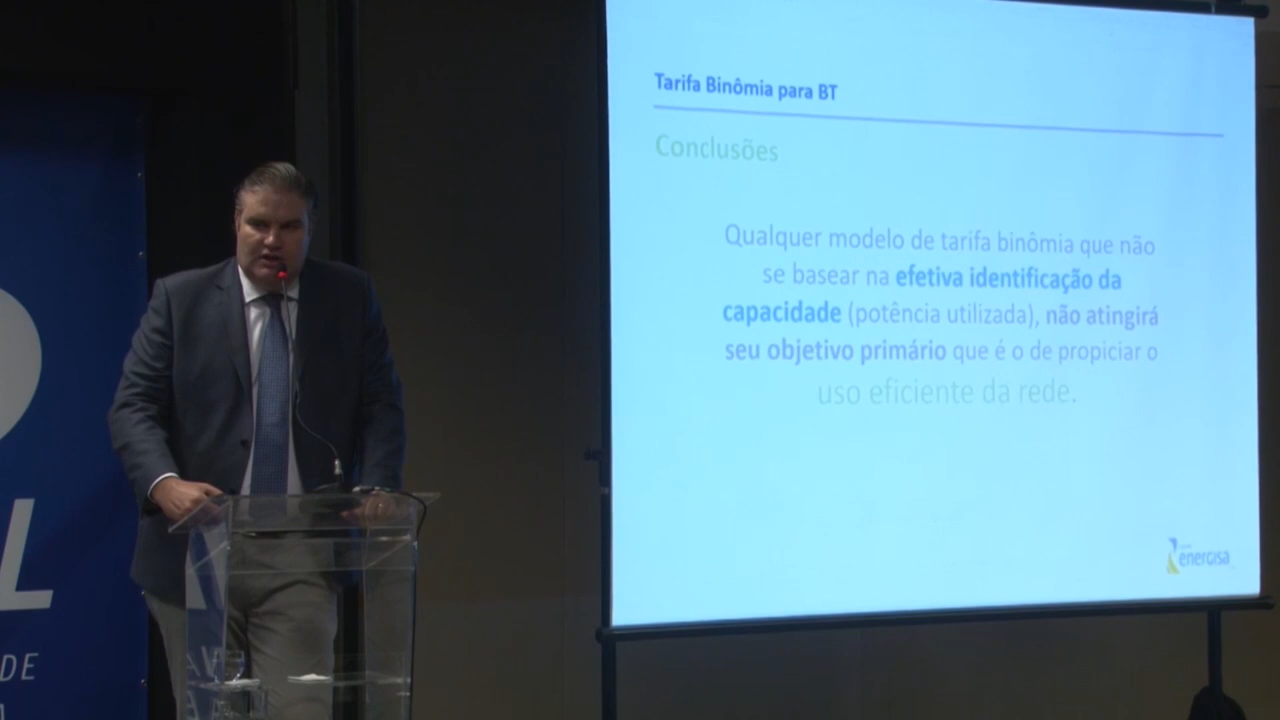 Tarifa Binômia para BT
Conclusões
Qualquer modelo de tarifa binômia que não
se basear na efetiva identificação da
capacidade (potência utilizada), não atingirá
seu objetivo primário que é o de propiciar o
uso eficiente da rede.
energisa
L
DE